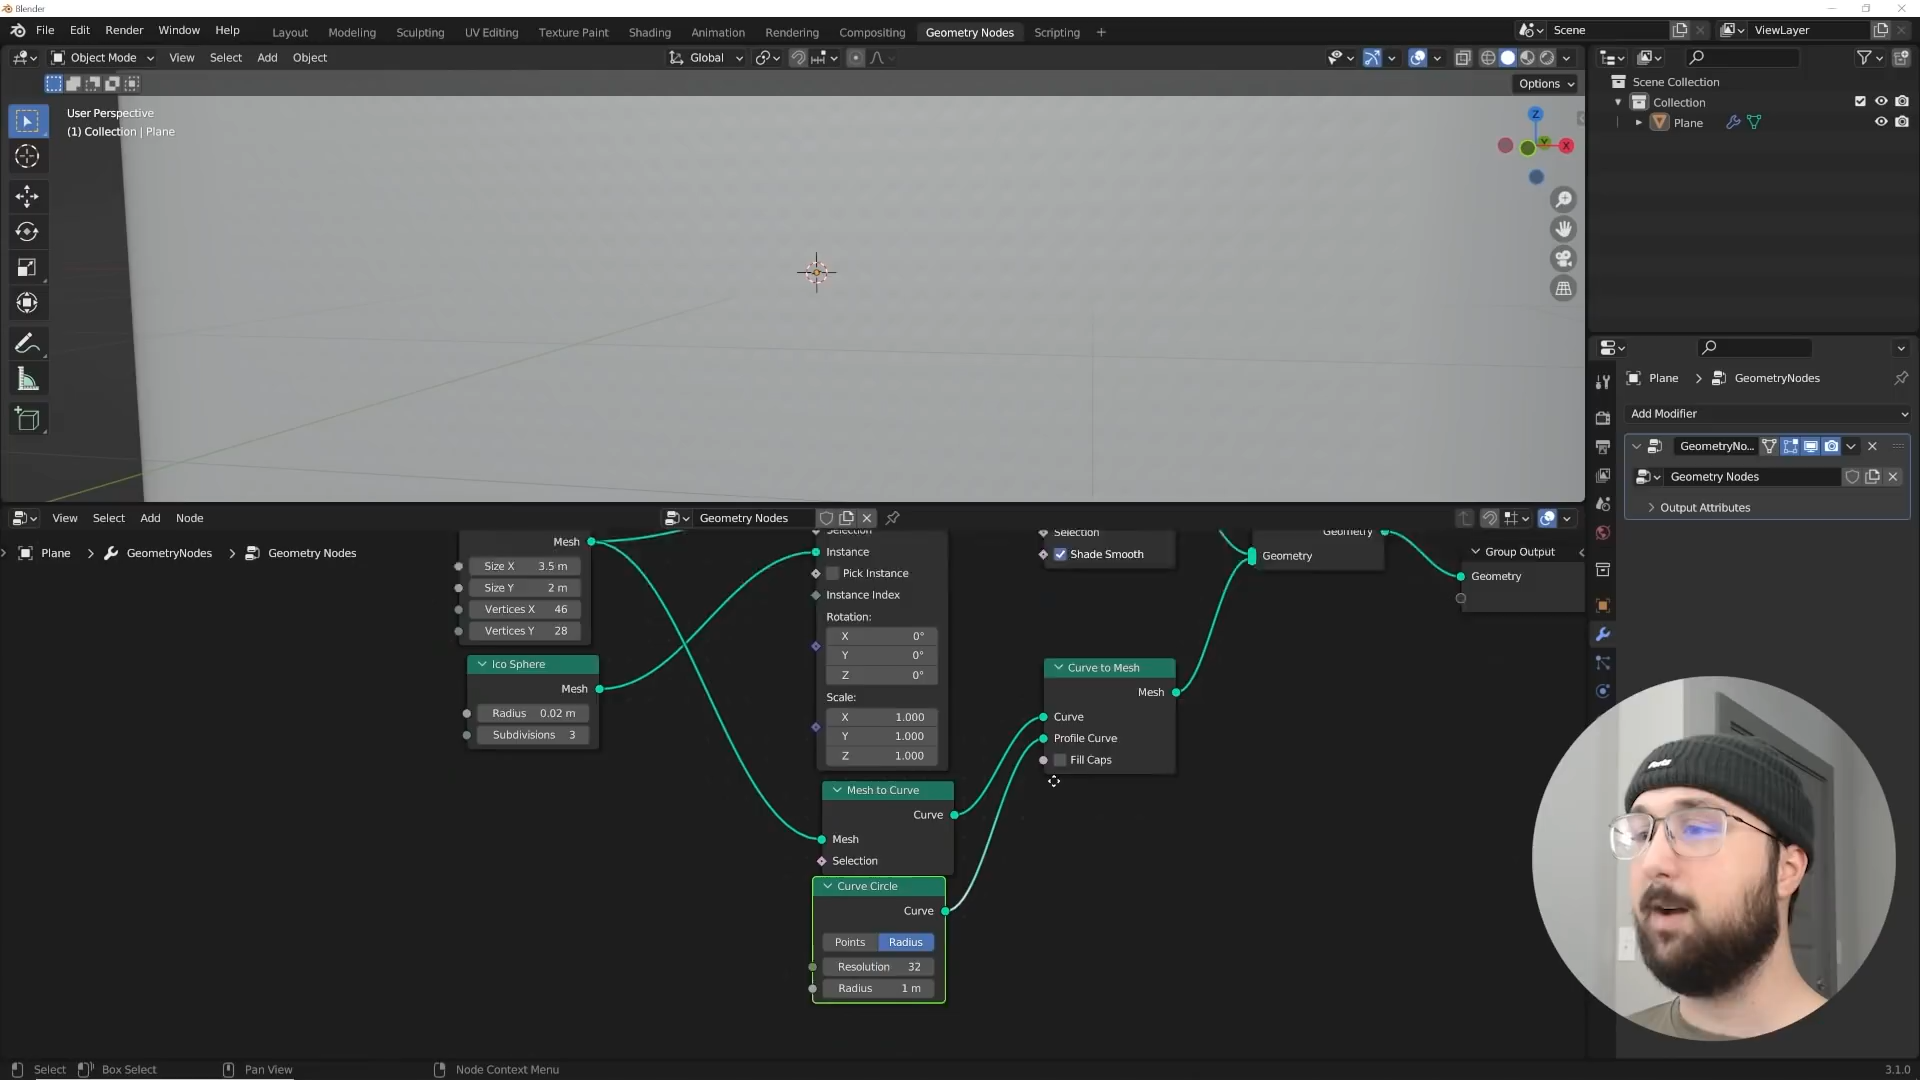 Blender
File Edit Render Window Help Layout Modeling Sculpting UV Editing Texture Paint Shading Animation Rendering Compositing Geometry Nodes Scripting + Scene ViewLayer
Object Mode View Select Add Object Global
Options
User Perspective
(1) Collection | Plane
Z
Y
X
Scene Collection
Collection
Plane
Plane > GeometryNodes
Add Modifier
GeometryNo...
Geometry Nodes
Output Attributes
View Select Add Node Geometry Nodes
Plane > GeometryNodes > Geometry Nodes
Mesh
Size X 3.5 m
Size Y 2 m
Vertices X 46
Vertices Y 28
Ico Sphere
Mesh
Radius 0.02 m
Subdivisions 3
Selection
Instance
Pick Instance
Instance Index
Rotation:
X 0°
Y 0°
Z 0°
Scale:
X 1.000
Y 1.000
Z 1.000
Mesh to Curve
Curve
Mesh
Selection
Curve Circle
Curve
Points Radius
Resolution 32
Radius 1 m
Selection
Shade Smooth
Curve to Mesh
Mesh
Curve
Profile Curve
Fill Caps
Geometry
Geometry
Group Output
Geometry
Select Box Select Pan View Node Context Menu 3.1.0